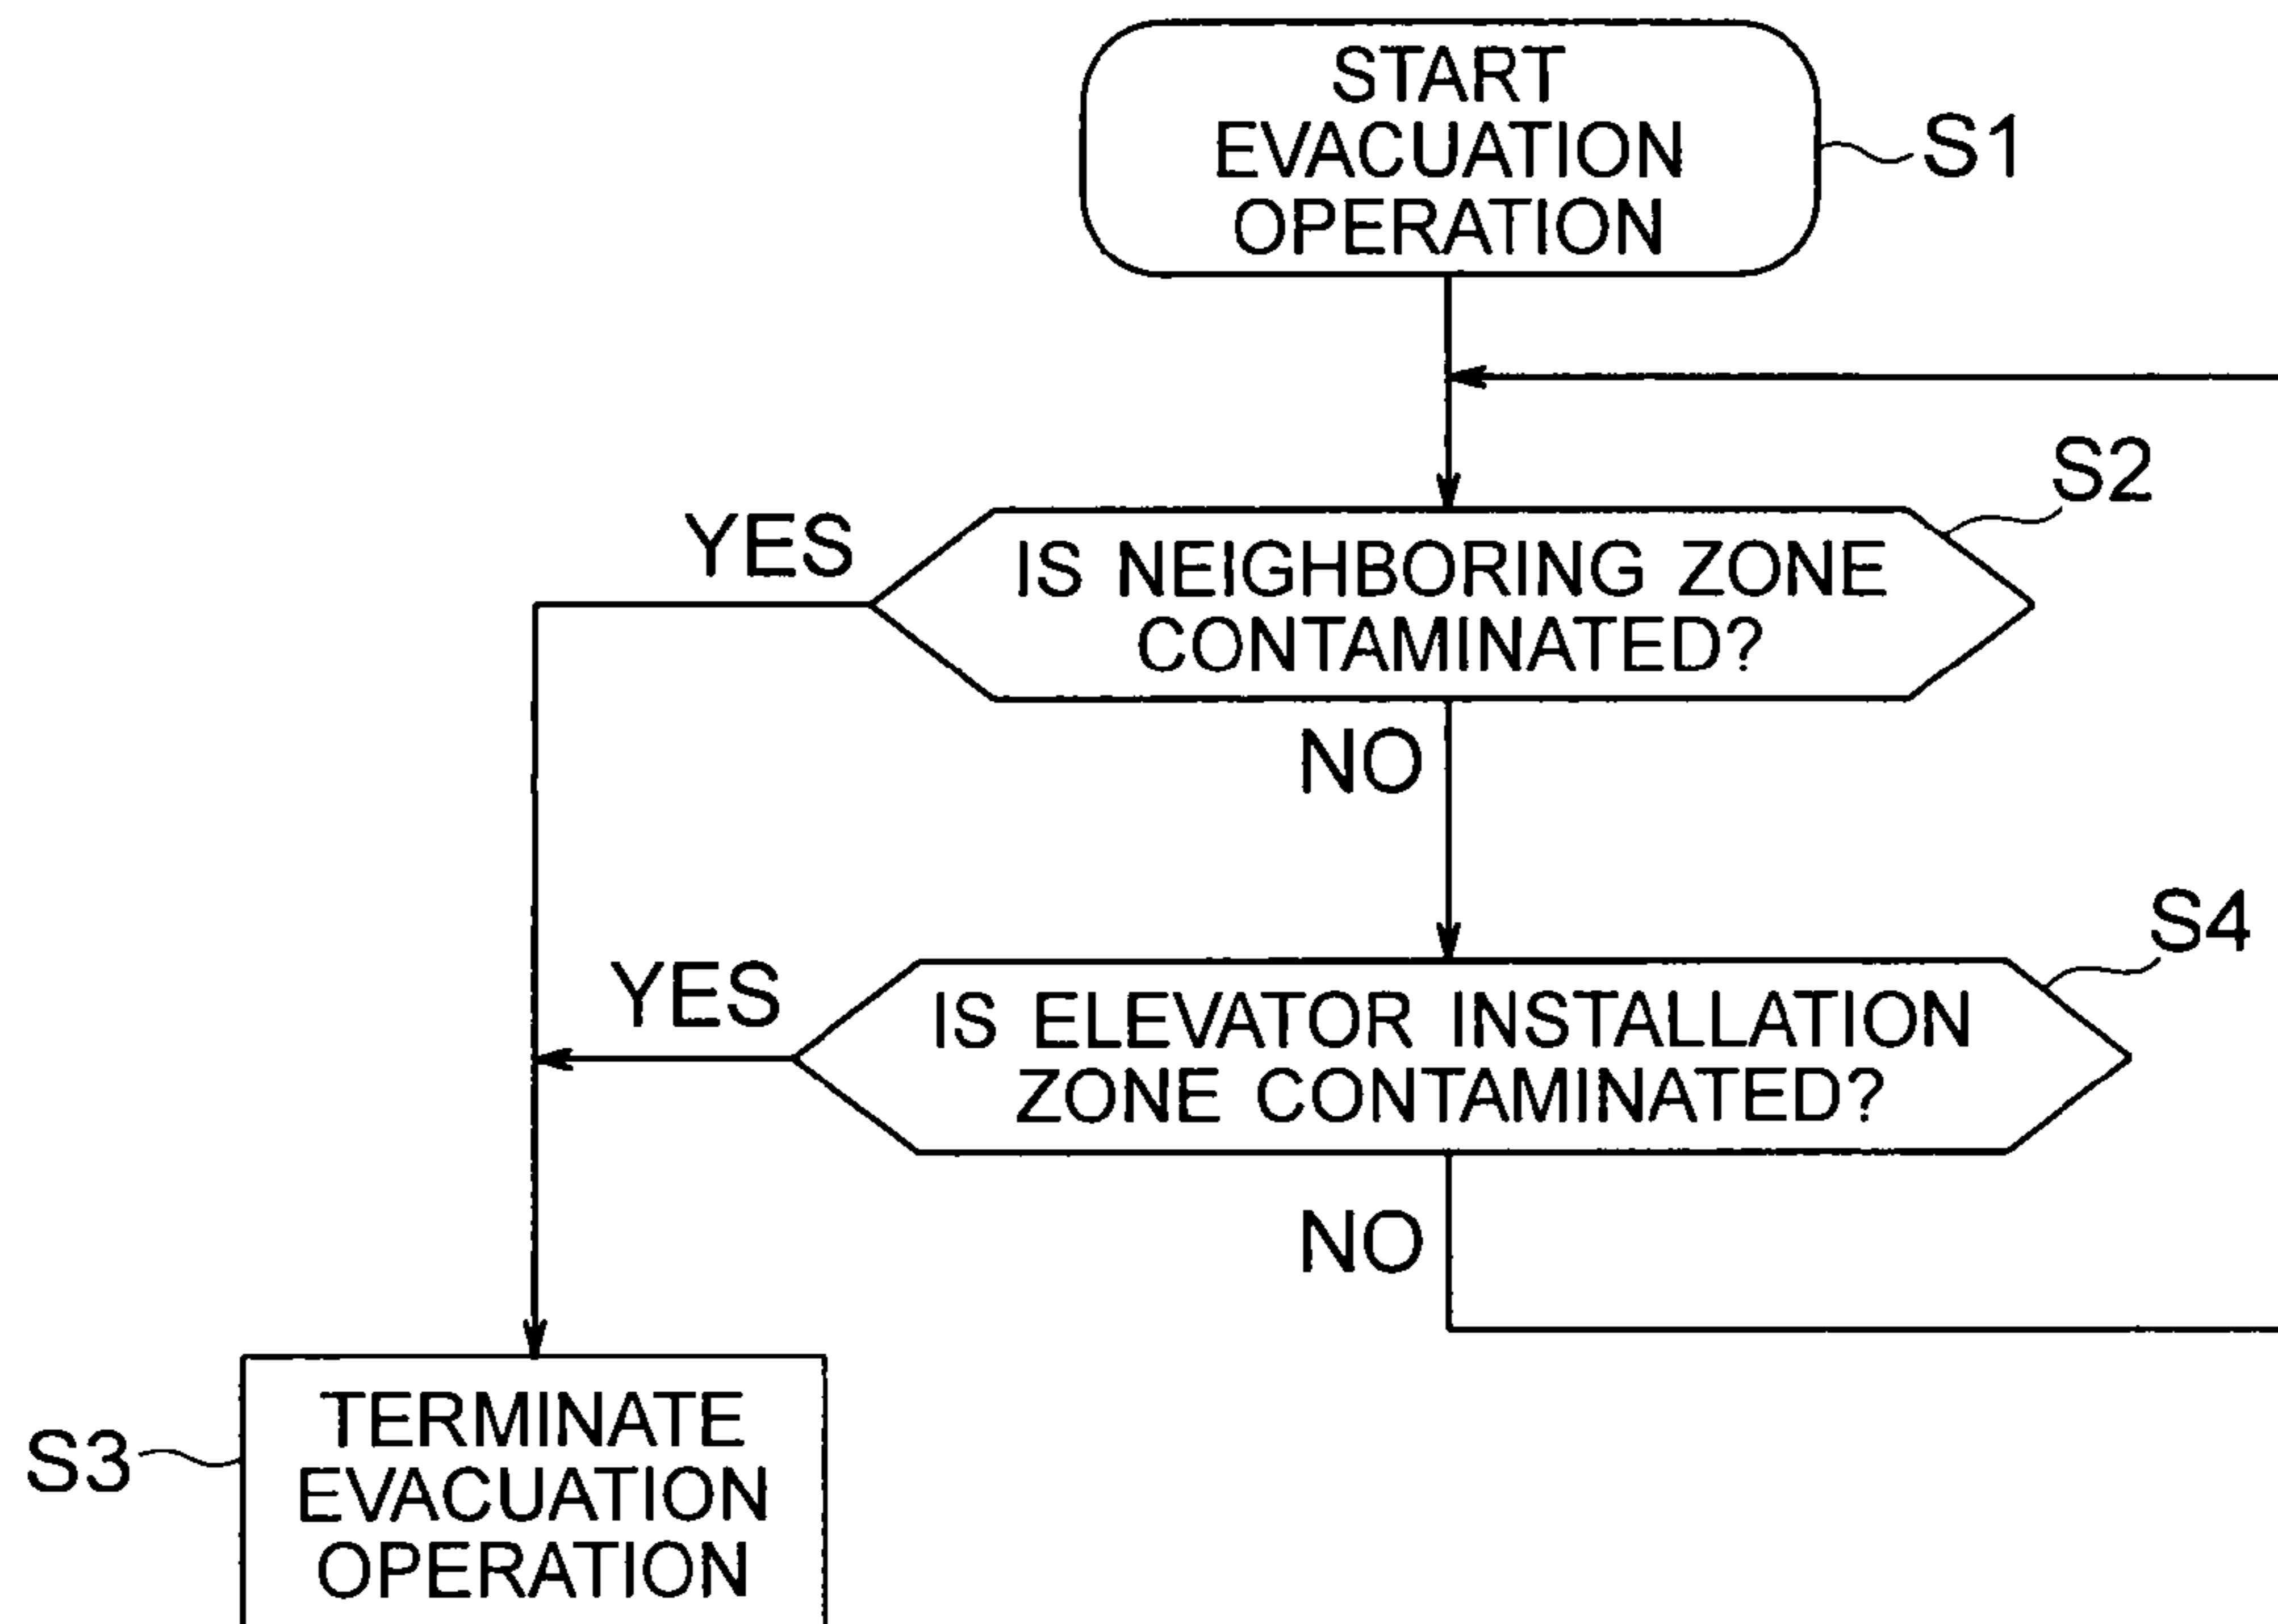 START
EVACUATION
OPERATION
S1
S2
YES
IS NEIGHBORING ZONE
CONTAMINATED?
NO
S4
YES
IS ELEVATOR INSTALLATION
ZONE CONTAMINATED?
NO
S3
TERMINATE
EVACUATION
OPERATION